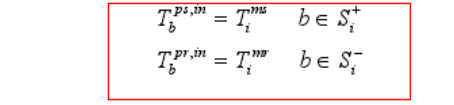 T_b^{ps,in} = T_i^{ms} b ∈ S_i^+
T_b^{pr,in} = T_i^{mr} b ∈ S_i^-